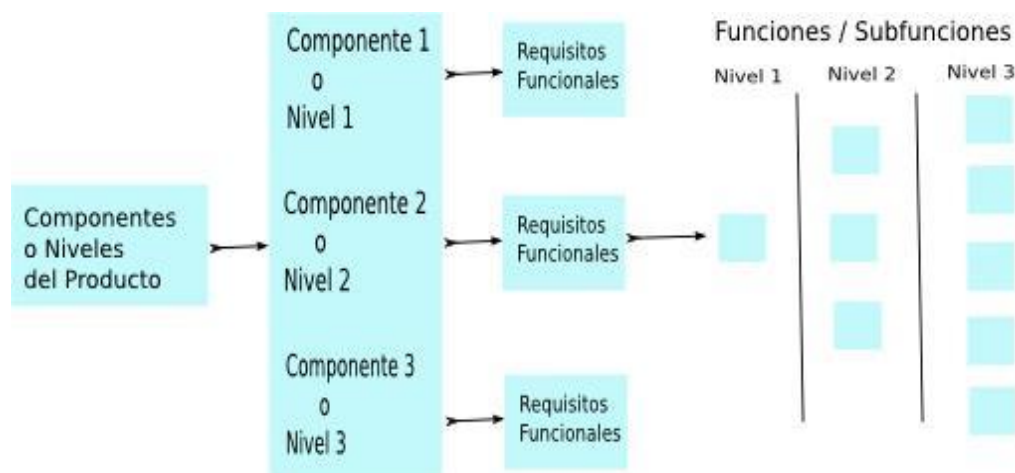 Componentes
o Niveles
del Producto
Componente 1
o
Nivel 1
Componente 2
o
Nivel 2
Componente 3
o
Nivel 3
Requisitos
Funcionales
Requisitos
Funcionales
Requisitos
Funcionales
Funciones / Subfunciones
Nivel 1
Nivel 2
Nivel 3